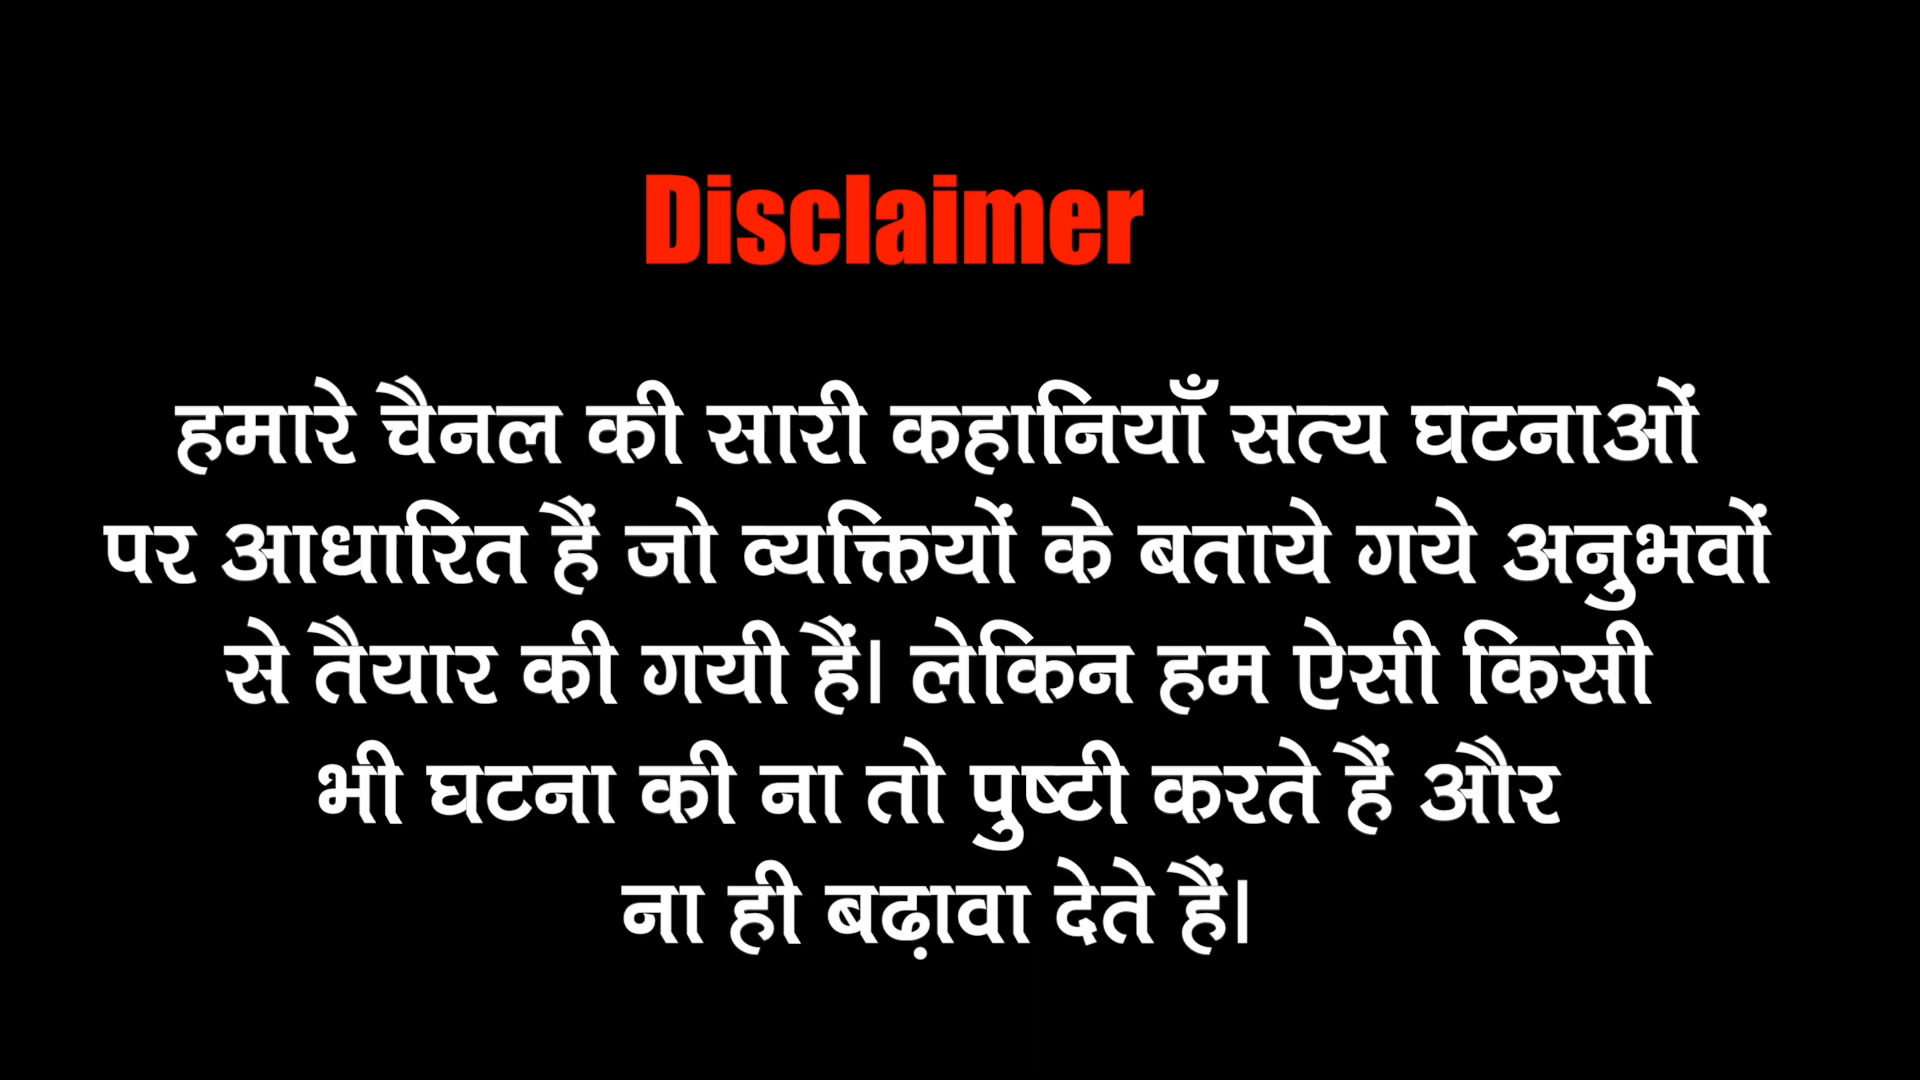 Disclaimer
हमारे चैनल की सारी कहानियाँ सत्य घटनाओं
पर आधारित हैं जो व्यक्तियों के बताये गये अनुभवों
से तैयार की गयी हैं। लेकिन हम ऐसी किसी
भी घटना की ना तो पुष्टी करते हैं और
ना ही बढ़ावा देते हैं।